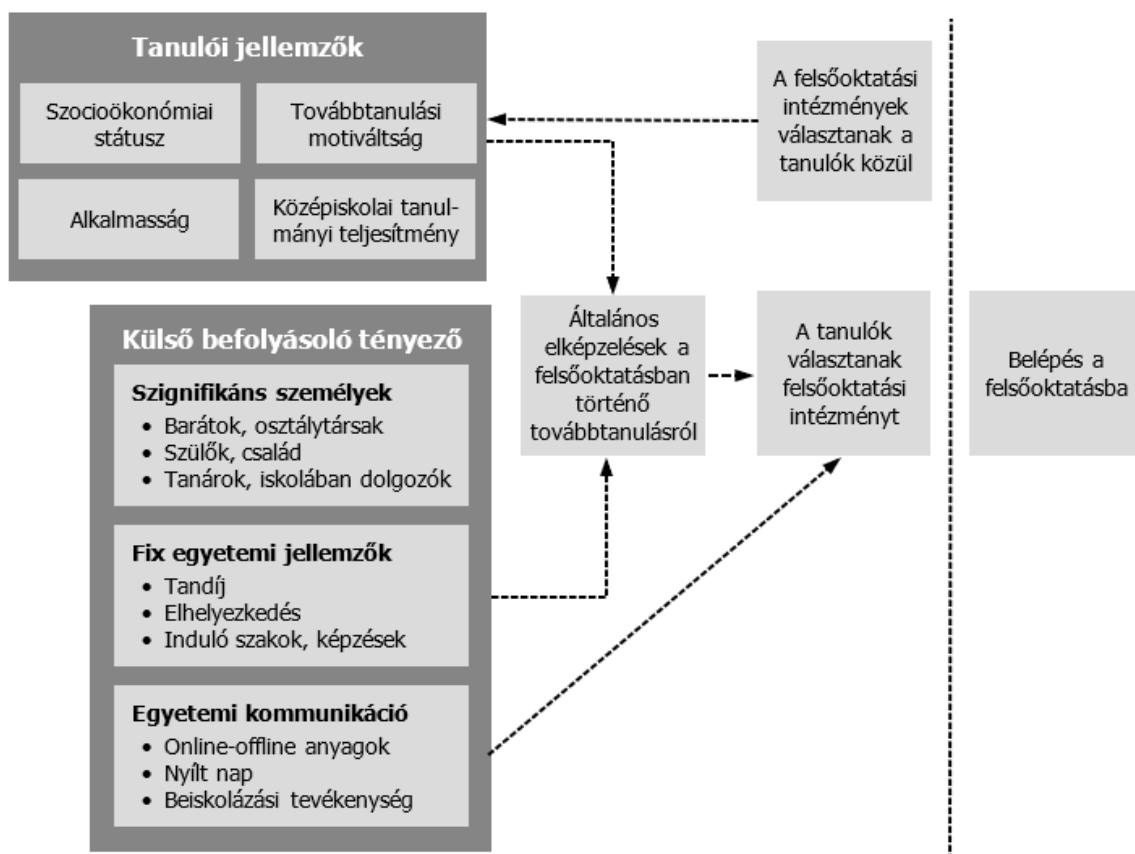 Tanulói jellemzők
Szocioökonómiai
státusz
Továbbtanulási
motiváltság
Alkalmasság
Középiskolai tanul-
mányi teljesítmény
A felsőoktatási
intézmények
választanak a
tanulók közül
Külső befolyásoló tényező
Szignifikáns személyek
• Barátok, osztálytársak
• Szülők, család
• Tanárok, iskolában dolgozók
Fix egyetemi jellemzők
• Tandíj
• Elhelyezkedés
• Induló szakok, képzések
Egyetemi kommunikáció
• Online-offline anyagok
• Nyílt nap
• Beiskolázási tevékenység
Általános
elképzelések a
felsőoktatásban
történő
továbbtanulásról
A tanulók
választanak
felsőoktatási
intézményt
Belépés a
felsőoktatásba